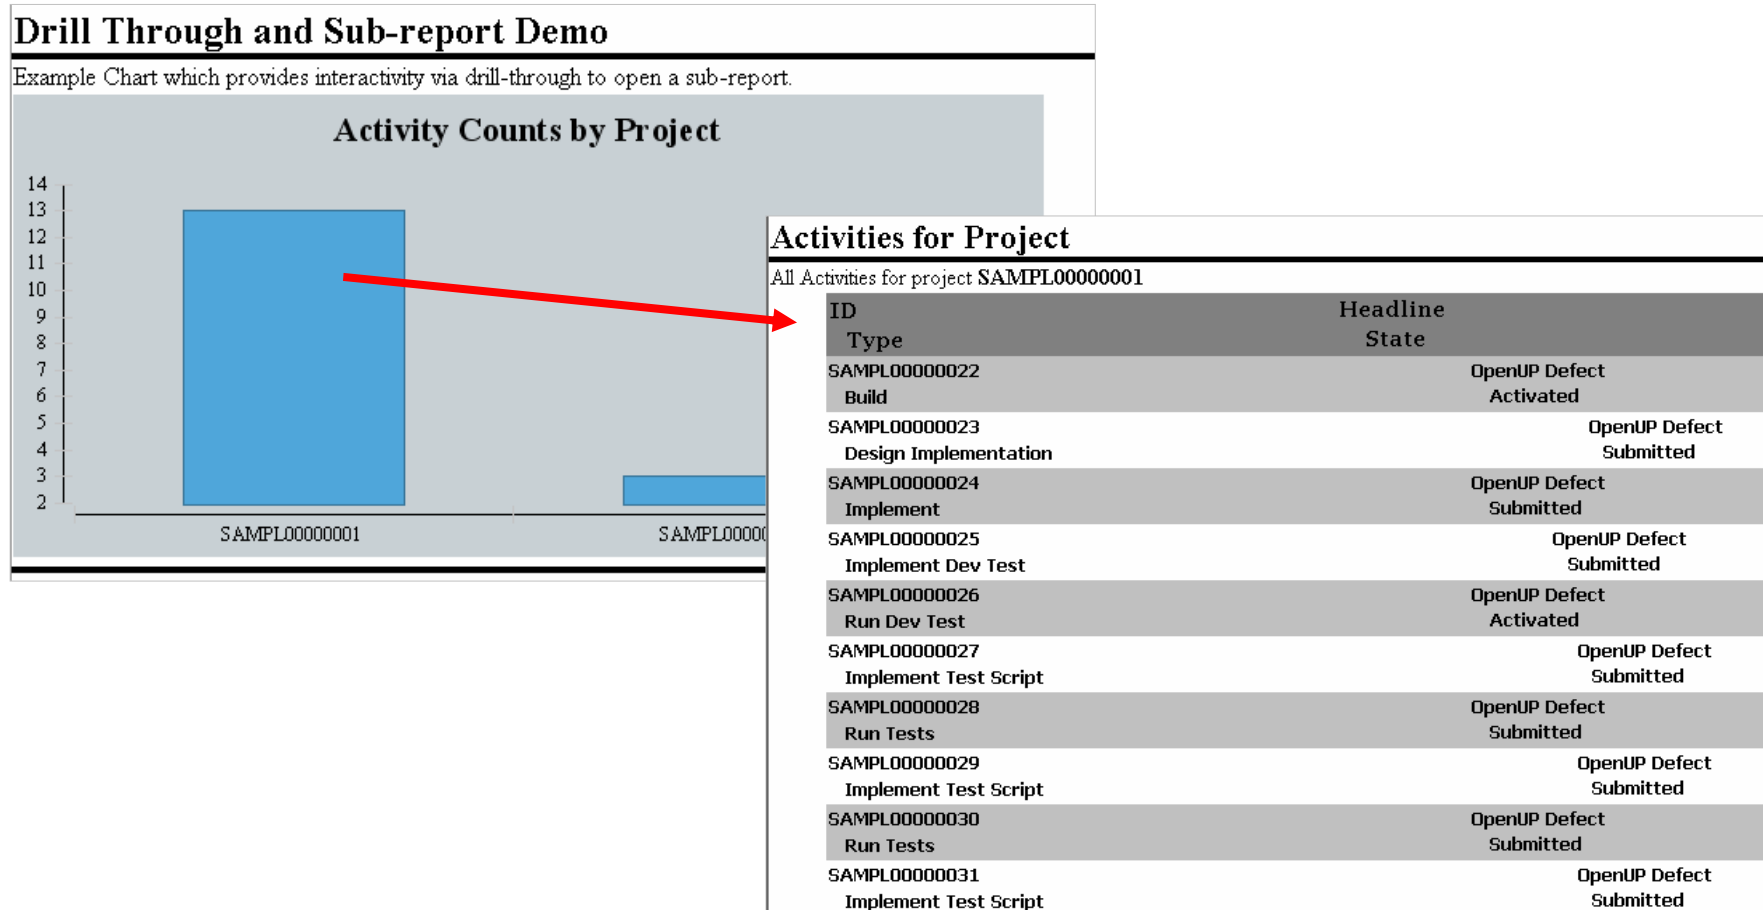 Drill Through and Sub-report Demo
Example Chart which provides interactivity via drill-through to open a sub-report.
Activity Counts by Project
14
13
12
11
10
9
8
7
6
5
4
3
2
SAMPL00000001
Activities for Project
All Activities for project SAMPL00000001
ID Headline
Type State
SAMPL00000022 OpenUP Defect
Build Activated
SAMPL00000023 OpenUP Defect
Design Implementation Submitted
SAMPL00000024 OpenUP Defect
Implement Submitted
SAMPL00000025 OpenUP Defect
Implement Dev Test Submitted
SAMPL00000026 OpenUP Defect
Run Dev Test Activated
SAMPL00000027 OpenUP Defect
Implement Test Script Submitted
SAMPL00000028 OpenUP Defect
Run Tests Submitted
SAMPL00000029 OpenUP Defect
Implement Test Script Submitted
SAMPL00000030 OpenUP Defect
Run Tests Submitted
SAMPL00000031 OpenUP Defect
Implement Test Script Submitted